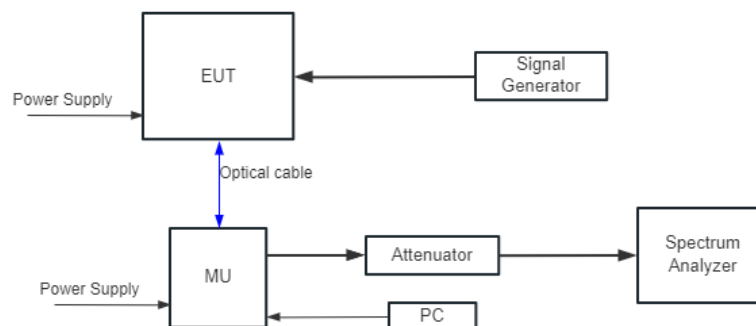 EUT
Signal
Generator
Power Supply
Optical cable
MU
Attenuator
Spectrum
Analyzer
Power Supply
PC